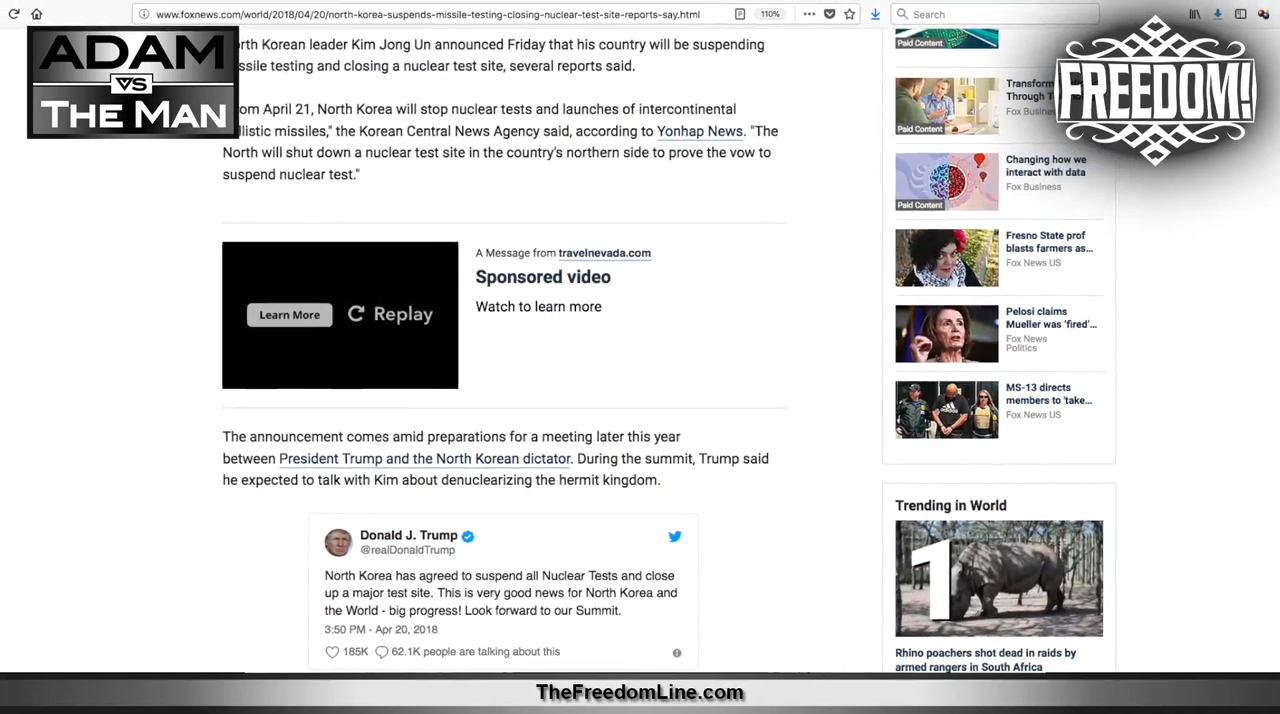 www.foxnews.com/world/2018/04/20/north-korea-suspends-missile-testing-closing-nuclear-test-site-reports-say.html
110%
Search
ADAM
VS
THE MAN
FREEDOM!
rth Korean leader Kim Jong Un announced Friday that his country will be suspending
ssile testing and closing a nuclear test site, several reports said.
om April 21, North Korea will stop nuclear tests and launches of intercontinental
llistic missiles," the Korean Central News Agency said, according to Yonhap News. "The
North will shut down a nuclear test site in the country's northern side to prove the vow to
suspend nuclear test."
A Message from travelnevada.com
Sponsored video
Watch to learn more
Learn More
Replay
The announcement comes amid preparations for a meeting later this year
between President Trump and the North Korean dictator. During the summit, Trump said
he expected to talk with Kim about denuclearizing the hermit kingdom.
Donald J. Trump
@realDonaldTrump
North Korea has agreed to suspend all Nuclear Tests and close
up a major test site. This is very good news for North Korea and
the World - big progress! Look forward to our Summit.
3:50 PM - Apr 20, 2018
185K
62.1K people are talking about this
Paid Content
Transform
Through T
Fox Busine
Paid Content
Changing how we
interact with data
Fox Business
Paid Content
Fresno State prof
blasts farmers as...
Fox News US
Pelosi claims
Mueller was 'fired'...
Fox News
Politics
MS-13 directs
members to 'take...
Fox News US
Trending in World
1
Rhino poachers shot dead in raids by
armed rangers in South Africa
TheFreedomLine.com